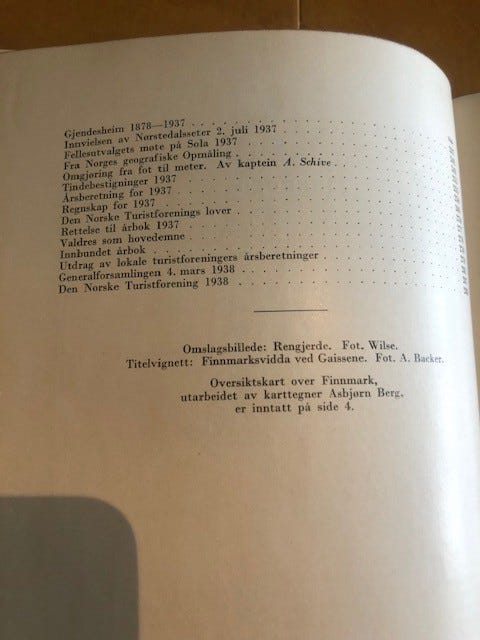 Gjendesheim 1878—1937
Innvielsen av Nørstedalsseter 2. juli 1937
Fellesutvalgets møte på Sola 1937
Fra Norges geografiske Opmåling
Omgjøring fra fot til meter. Av kaptein A. Schive
Tindebestigninger 1937
Årsberetning for 1937
Regnskap for 1937
Den Norske Turistforenings lover
Rettelse til årbok 1937
Valdres som hovedemne
Innbundet årbok
Utdrag av lokale turistforeningers årsberetninger
Generalforsamlingen 4. mars 1938
Den Norske Turistforening 1938
Omslagsbillede: Rengjerde. Fot. Wilse.
Titelvignett: Finnmarksvidda ved Gaissene. Fot. A. Backer.
Oversiktskart over Finnmark,
utarbeidet av karttegner Asbjørn Berg,
er inntatt på side 4.